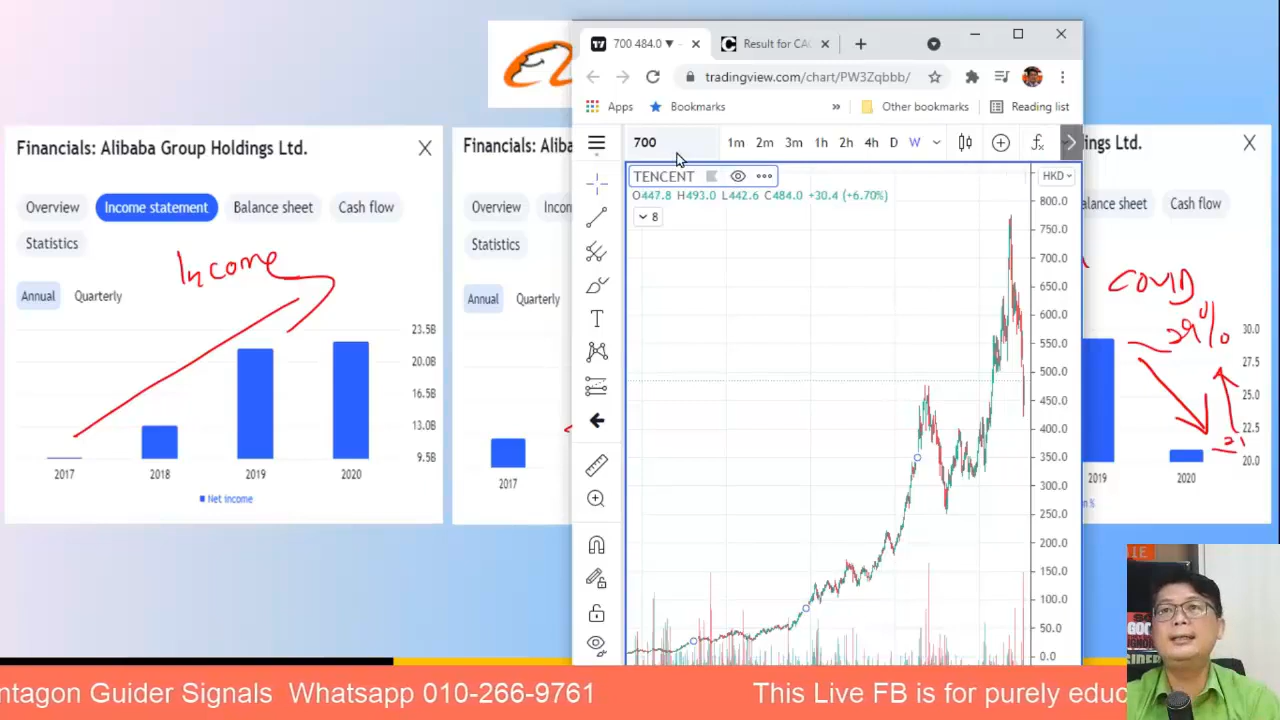 700 484.0 ▼
Result for CAC
tradingview.com/chart/PW3Zqbbb/
Apps
Bookmarks
»
Other bookmarks
Reading list
Financials: Alibaba Group Holdings Ltd.
Overview
Income statement
Balance sheet
Cash flow
Statistics
Annual
Quarterly
Income
23.5B
20.0B
16.5B
13.0B
9.5B
2017
2018
2019
2020
Net income
Financials: Aliba
Overview
Incon
Statistics
Annual
Quarterly
2017
700
1m 2m 3m 1h 2h 4h D W
TENCENT
O447.8 H493.0 L442.6 C484.0 +30.4 (+6.70%)
8
HKD
800.0
750.0
700.0
650.0
600.0
550.0
500.0
450.0
400.0
350.0
300.0
250.0
200.0
150.0
100.0
50.0
0.0
ngs Ltd.
alance sheet
Cash flow
COVID
29%
30.0
27.5
25.0
22.5
20.0
21
2019
2020
n %
GOC
SIDER
ntagon Guider Signals Whatsapp 010-266-9761
This Live FB is for purely educ